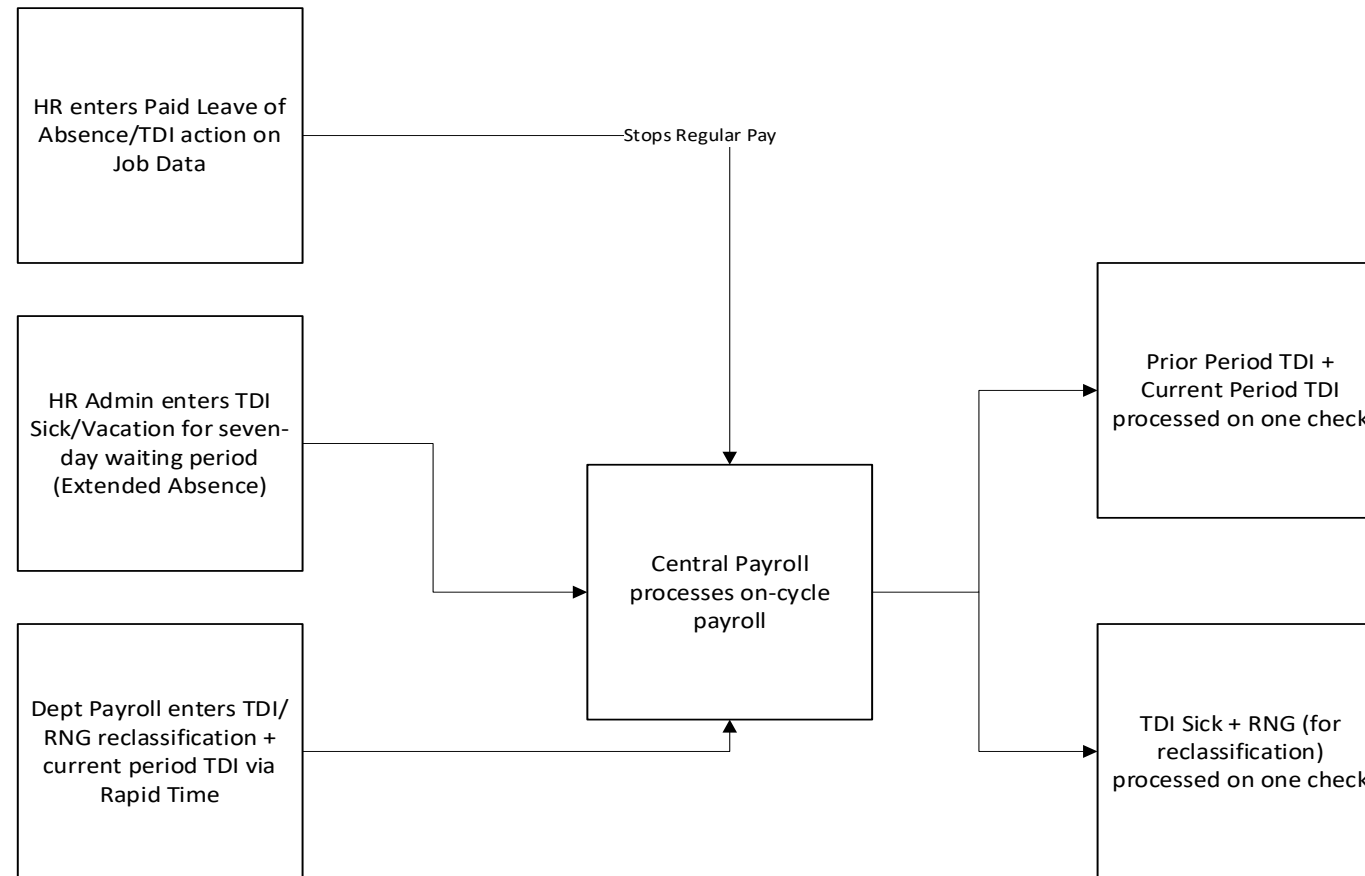 HR enters Paid Leave of
Absence/TDI action on
Job Data
Stops Regular Pay
HR Admin enters TDI
Sick/Vacation for seven-
day waiting period
(Extended Absence)
Dept Payroll enters TDI/
RNG reclassification +
current period TDI via
Rapid Time
Central Payroll
processes on-cycle
payroll
Prior Period TDI +
Current Period TDI
processed on one check
TDI Sick + RNG (for
reclassification)
processed on one check